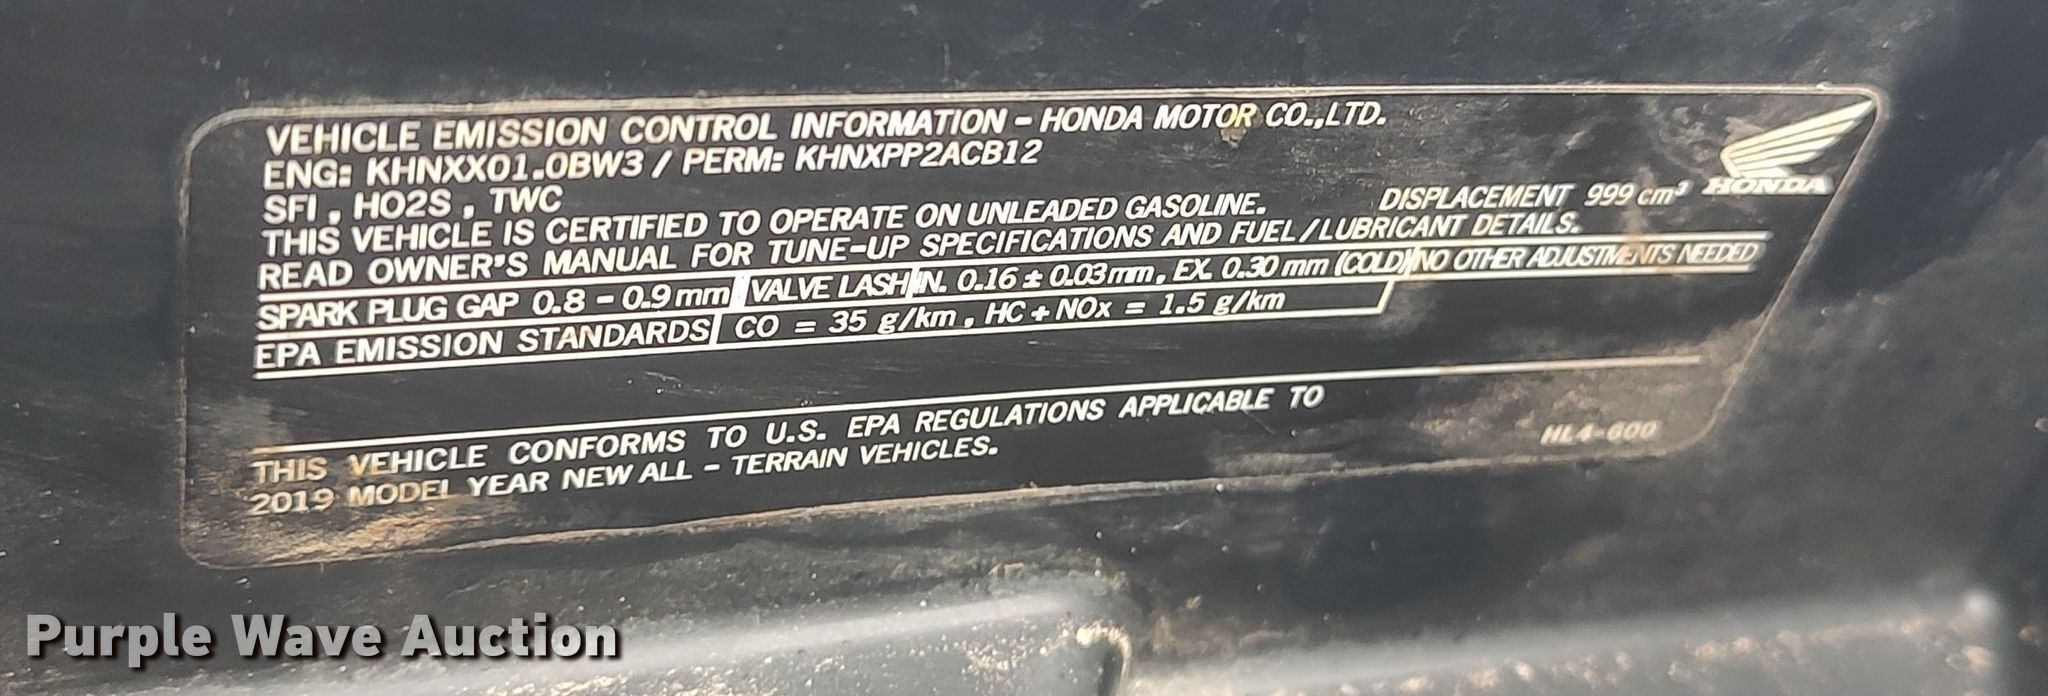 VEHICLE EMISSION CONTROL INFORMATION - HONDA MOTOR CO.,LTD.
ENG: KHNXX01.0BW3 / PERM: KHNXPP2ACB12
SFI , HO2S , TWC
DISPLACEMENT 999 cm³
HONDA
THIS VEHICLE IS CERTIFIED TO OPERATE ON UNLEADED GASOLINE.
READ OWNER'S MANUAL FOR TUNE-UP SPECIFICATIONS AND FUEL/LUBRICANT DETAILS.
SPARK PLUG GAP 0.8 - 0.9 mm VALVE LASH IN. 0.16 ± 0.03 mm, EX. 0.30 mm (COLD) NO OTHER ADJUSTMENTS NEEDED
EPA EMISSION STANDARDS CO = 35 g/km , HC + NOx = 1.5 g/km
THIS VEHICLE CONFORMS TO U.S. EPA REGULATIONS APPLICABLE TO
2019 MODEL YEAR NEW ALL - TERRAIN VEHICLES.
HL4-600
Purple Wave Auction